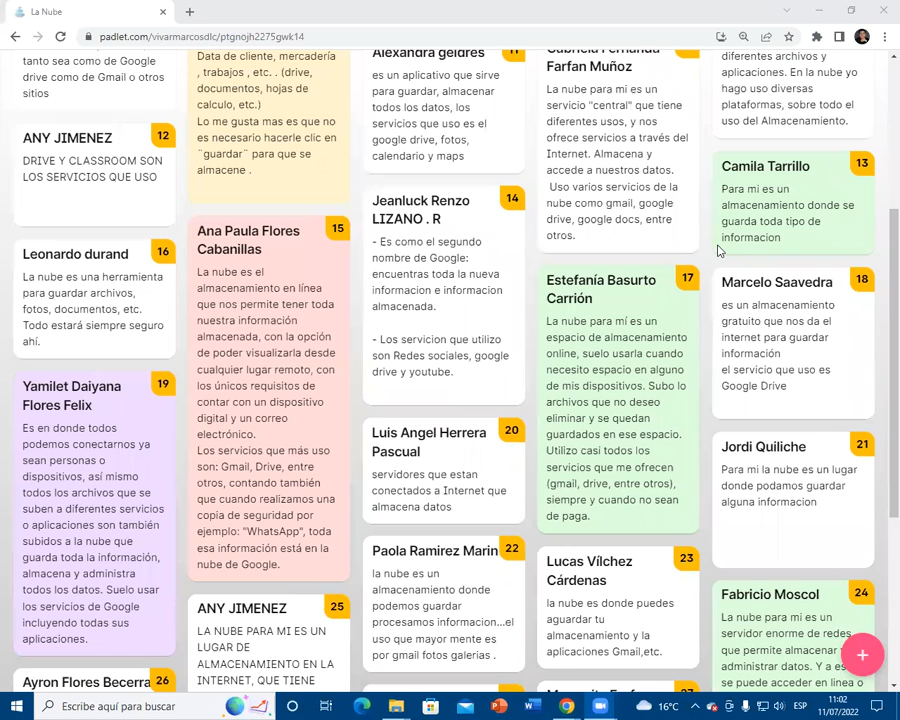 La Nube
vivarmarcosdlc/ptgnojh2275gwk14
padlet.com/vivarmarcosdlc/ptgnojh2275gwk14
tanto sea como de Google
drive como de Gmail o otros
sitios
12
ANY JIMENEZ
DRIVE Y CLASSROOM SON
LOS SERVICIOS QUE USO
16
Leonardo durand
La nube es una herramienta
para guardar archivos,
fotos, documentos, etc.
Todo estará siempre seguro
ahí.
19
Yamilet Daiyana
Flores Felix
Es en donde todos
podemos conectarnos ya
sean personas o
dispositivos, así mismo
todos los archivos que se
suben a diferentes servicios
o aplicaciones son también
subidos a la nube que
guarda toda la información,
almacena y administra
todos los datos. Suelo usar
los servicios de Google
incluyendo todas sus
aplicaciones.
26
Ayron Flores Becerra
Data de cliente, mercadería
, trabajos , etc. . (drive,
documentos, hojas de
calculo, etc.)
Lo me gusta mas es que no
es necesario hacerle clic en
¨guardar¨ para que se
almacene .
15
Ana Paula Flores
Cabanillas
La nube es el
almacenamiento en línea
que nos permite tener toda
nuestra información
almacenada, con la opción
de poder visualizarla desde
cualquier lugar remoto, con
los únicos requisitos de
contar con un dispositivo
digital y un correo
electrónico.
Los servicios que más uso
son: Gmail, Drive, entre
otros, contando también
que cuando realizamos una
copia de seguridad por
ejemplo: "WhatsApp", toda
esa información está en la
nube de Google.
25
ANY JIMENEZ
LA NUBE PARA MI ES UN
LUGAR DE
ALMACENAMIENTO EN LA
INTERNET, QUE TIENE
Alexandra geldres
es un aplicativo que sirve
para guardar, almacenar
todos los datos, los
servicios que uso es el
google drive, fotos,
calendario y maps
14
Jeanluck Renzo
LIZANO . R
- Es como el segundo
nombre de Google:
encuentras toda la nueva
informacion e informacion
almacenada.
- Los servicion que utilizo
son Redes sociales, google
drive y youtube.
20
Luis Angel Herrera
Pascual
servidores que estan
conectados a Internet que
almacena datos
22
Paola Ramirez Marin
la nube es un
almacenamiento donde
podemos guardar
procesamos informacion...el
uso que mayor mente es
por gmail fotos galerias .
Gabriela Fernanda
Farfan Muñoz
La nube para mi es un
servicio "central" que tiene
diferentes usos, y nos
ofrece servicios a través del
Internet. Almacena y
accede a nuestros datos.
Uso varios servicios de la
nube como gmail, google
drive, google docs, entre
otros.
17
Estefanía Basurto
Carrión
La nube para mí es un
espacio de almacenamiento
online, suelo usarla cuando
necesito espacio en alguno
de mis dispositivos. Subo lo
archivos que no deseo
eliminar y se quedan
guardados en ese espacio.
Utilizo casi todos los
servicios que me ofrecen
(gmail, drive, entre otros),
siempre y cuando no sean
de paga.
23
Lucas Vílchez
Cárdenas
la nube es donde puedes
aguardar tu
almacenamiento y la
aplicaciones Gmail,etc.
diferentes archivos y
aplicaciones. En la nube yo
hago uso diversas
plataformas, sobre todo el
uso del Almacenamiento.
13
Camila Tarrillo
Para mi es un
almacenamiento donde se
guarda toda tipo de
informacion
18
Marcelo Saavedra
es un almacenamiento
gratuito que nos da el
internet para guardar
información
el servicio que uso es
Google Drive
21
Jordi Quiliche
Para mi la nube es un lugar
donde podamos guardar
alguna informacion
24
Fabricio Moscol
La nube para mi es un
servidor enorme de redes
que permite almacenar
administrar datos. Y a es
se puede acceder en linea o
Escribe aquí para buscar
16°C
ESP
11:02
11/07/2022